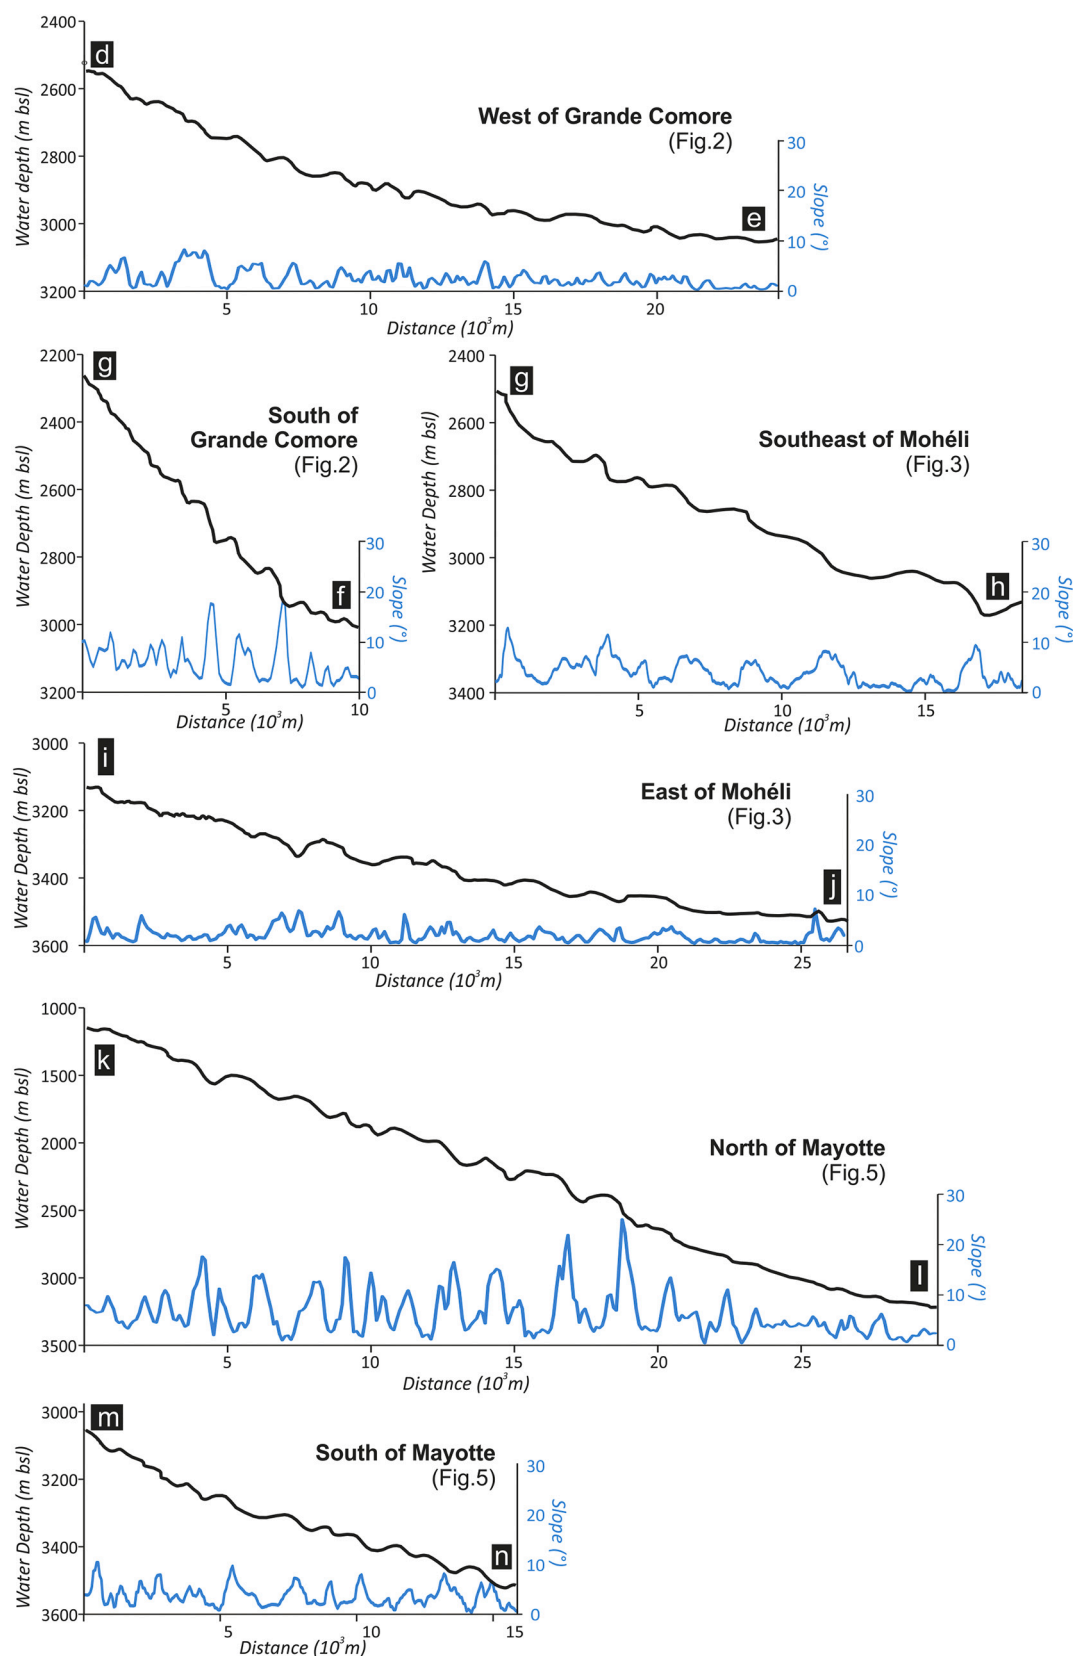 2400
d
2600
2800
3000
3200
Water depth (m bsl)
West of Grande Comore
(Fig.2)
30
20
10
0
Slope (°)
e
5
10
15
20
Distance (10³m)
2200
g
2400
2600
2800
3000
3200
Water Depth (m bsl)
South of
Grande Comore
(Fig.2)
30
20
10
0
Slope (°)
f
5
10
Distance (10³m)
2400
g
2600
2800
3000
3200
3400
Water Depth (m bsl)
Southeast of Mohéli
(Fig.3)
30
20
10
0
Slope (°)
h
5
10
15
Distance (10³m)
3000
i
3200
3400
3600
Water Depth (m bsl)
East of Mohéli
(Fig.3)
30
20
10
0
Slope (°)
j
5
10
15
20
25
Distance (10³m)
1000
k
1500
2000
2500
3000
3500
Water Depth (m bsl)
North of Mayotte
(Fig.5)
30
20
10
0
Slope (°)
l
5
10
15
20
25
Distance (10³m)
3000
m
3200
3400
3600
Water Depth (m bsl)
South of Mayotte
(Fig.5)
30
20
10
0
Slope (°)
n
5
10
15
Distance (10³m)